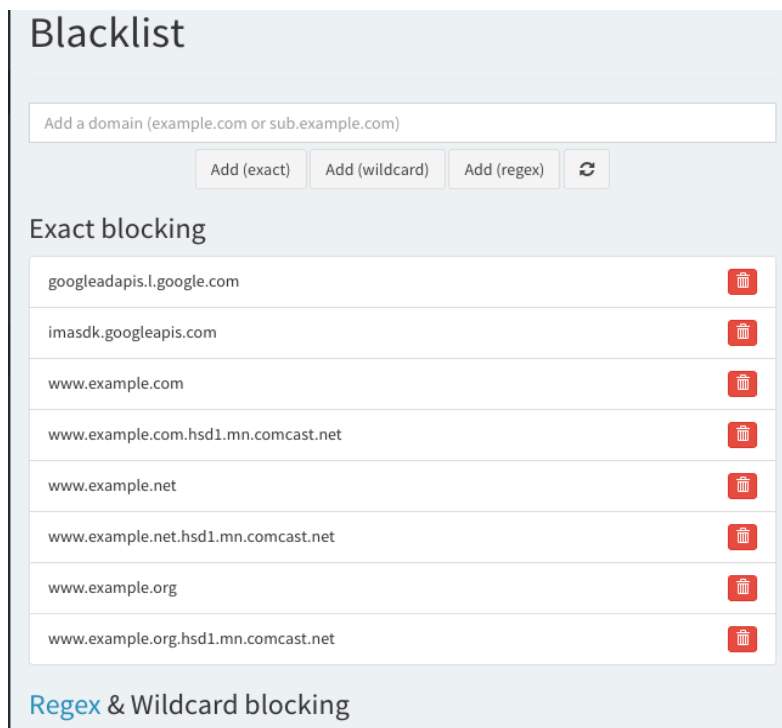 Blacklist
Add a domain (example.com or sub.example.com)
Add (exact) Add (wildcard) Add (regex)
Exact blocking
googleadapis.l.google.com
imasdk.googleapis.com
www.example.com
www.example.com.hsd1.mn.comcast.net
www.example.net
www.example.net.hsd1.mn.comcast.net
www.example.org
www.example.org.hsd1.mn.comcast.net
Regex & Wildcard blocking